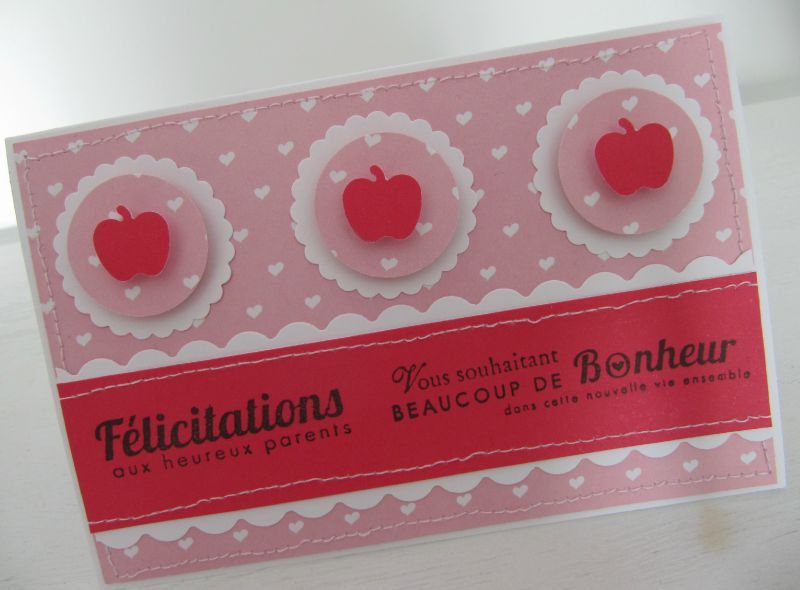 Félicitations
aux heureux parents
Vous souhaitant
BEAUCOUP DE Bonheur
dans cette nouvelle vie ensemble